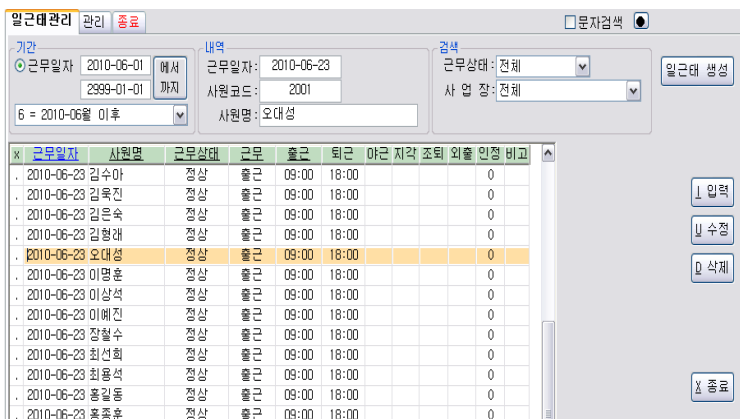 일근태관리 관리 종료 문자검색
기간 내역 검색
근무일자 2010-06-01 에서 근무일자: 2010-06-23 근무상태: 전체 일근태 생성
2999-01-01 까지 사원코드: 2001 사 업 장: 전체
6 = 2010-06월 이후 사원명: 오대성
x 근무일자 사원명 근무상태 근무 출근 퇴근 야근 지각 조퇴 외출 인정 비고
. 2010-06-23 김수아 정상 출근 09:00 18:00 0
. 2010-06-23 김욱진 정상 출근 09:00 18:00 0 I 입력
. 2010-06-23 김은숙 정상 출근 09:00 18:00 0
. 2010-06-23 김형래 정상 출근 09:00 18:00 0 U 수정
. 2010-06-23 오대성 정상 출근 09:00 18:00 0
. 2010-06-23 이명훈 정상 출근 09:00 18:00 0 D 삭제
. 2010-06-23 이상석 정상 출근 09:00 18:00 0
. 2010-06-23 이예진 정상 출근 09:00 18:00 0
. 2010-06-23 장철수 정상 출근 09:00 18:00 0
. 2010-06-23 최선희 정상 출근 09:00 18:00 0
. 2010-06-23 최용석 정상 출근 09:00 18:00 0
. 2010-06-23 홍길동 정상 출근 09:00 18:00 0 X 종료
. 2010-06-23 홍종훈 정상 출근 09:00 18:00 0